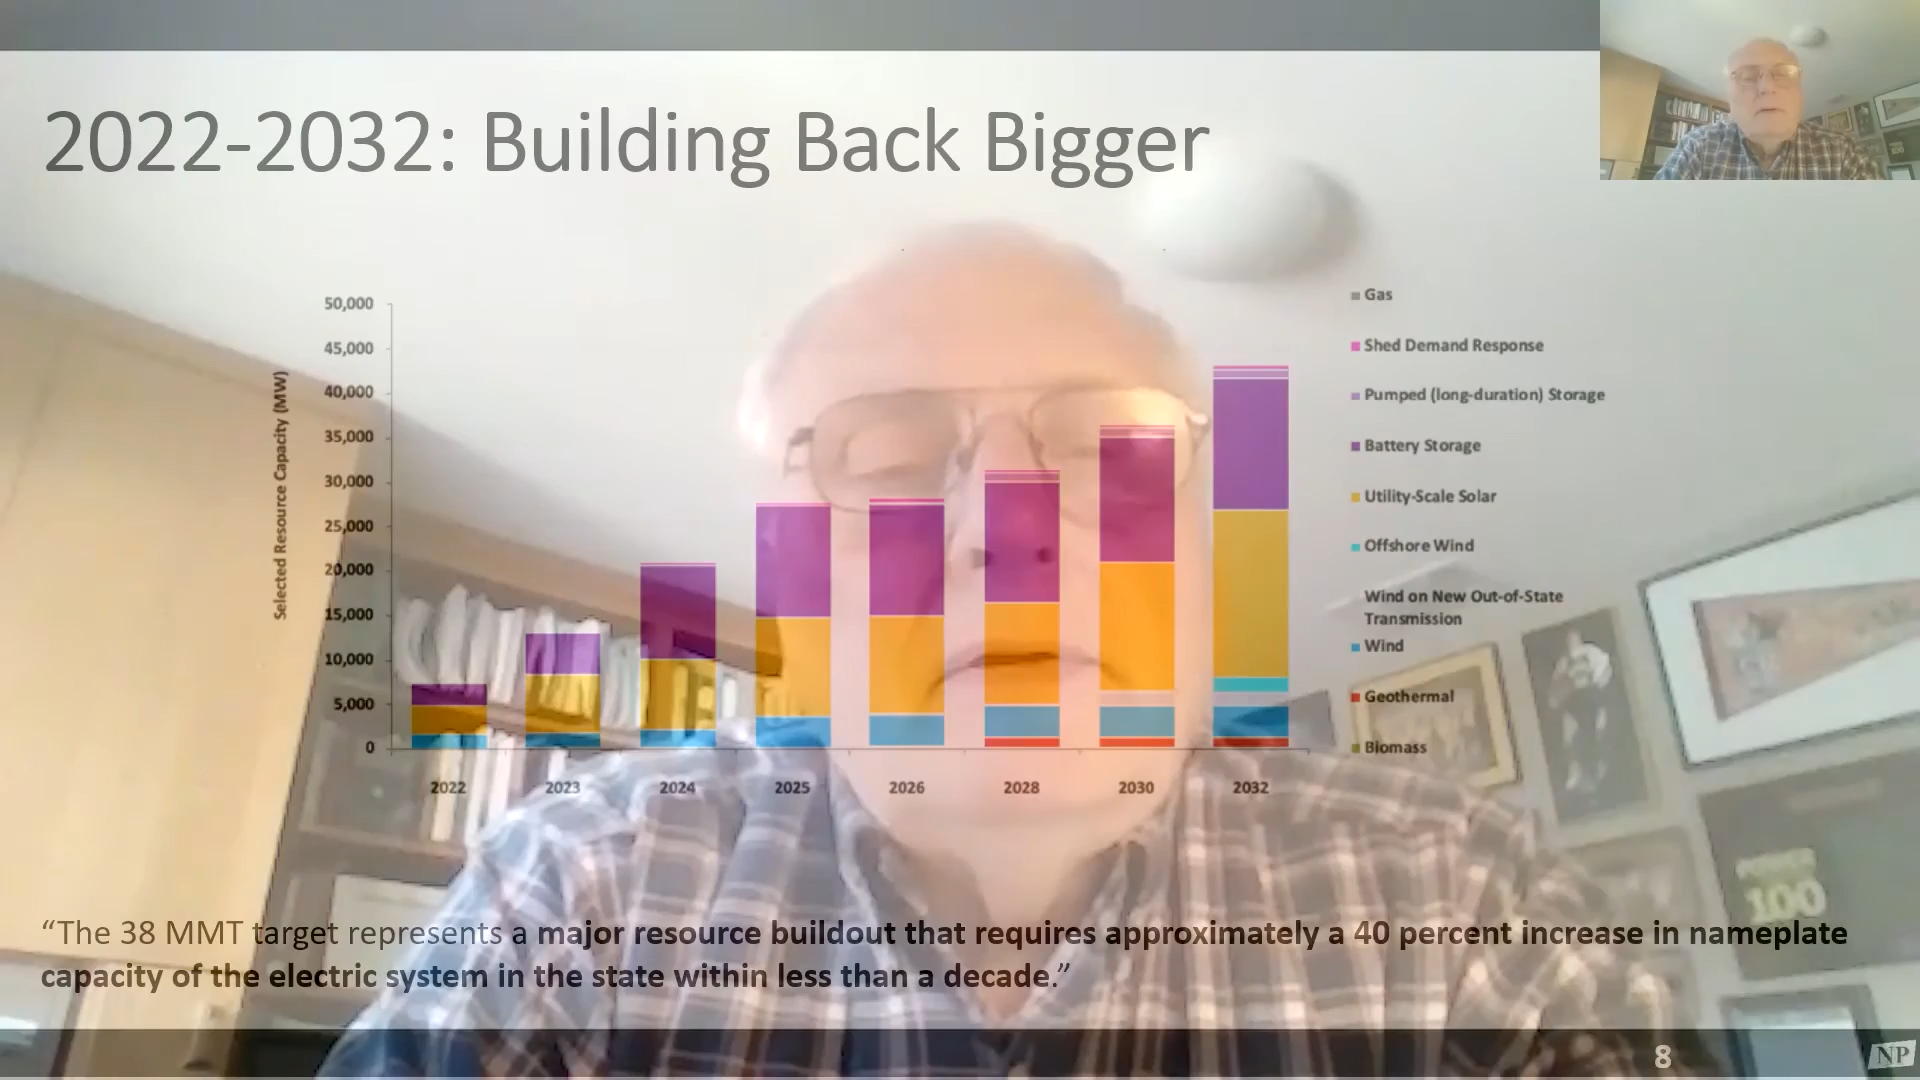 2022-2032: Building Back Bigger
Selected Resource Capacity (MW)
50,000
45,000
40,000
35,000
30,000
25,000
20,000
15,000
10,000
5,000
0
2022
2023
2024
2025
2026
2028
2030
2032
Gas
Shed Demand Response
Pumped (long-duration) Storage
Battery Storage
Utility-Scale Solar
Offshore Wind
Wind on New Out-of-State
Transmission
Wind
Geothermal
Biomass
POWER
100
“The 38 MMT target represents a major resource buildout that requires approximately a 40 percent increase in nameplate
capacity of the electric system in the state within less than a decade.”
8
NP